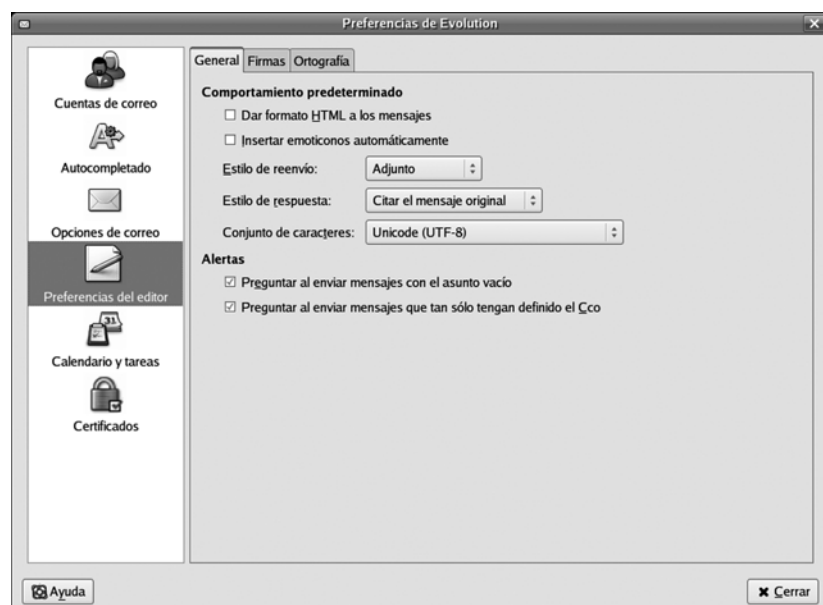 Preferencias de Evolution
Cuentas de correo
Autocompletado
Opciones de correo
Preferencias del editor
31
Calendario y tareas
Certificados
General Firmas Ortografía
Comportamiento predeterminado
Dar formato HTML a los mensajes
Insertar emoticonos automáticamente
Estilo de reenvío: Adjunto
Estilo de respuesta: Citar el mensaje original
Conjunto de caracteres: Unicode (UTF-8)
Alertas
Preguntar al enviar mensajes con el asunto vacío
Preguntar al enviar mensajes que tan sólo tengan definido el Cco
Ayuda
Cerrar